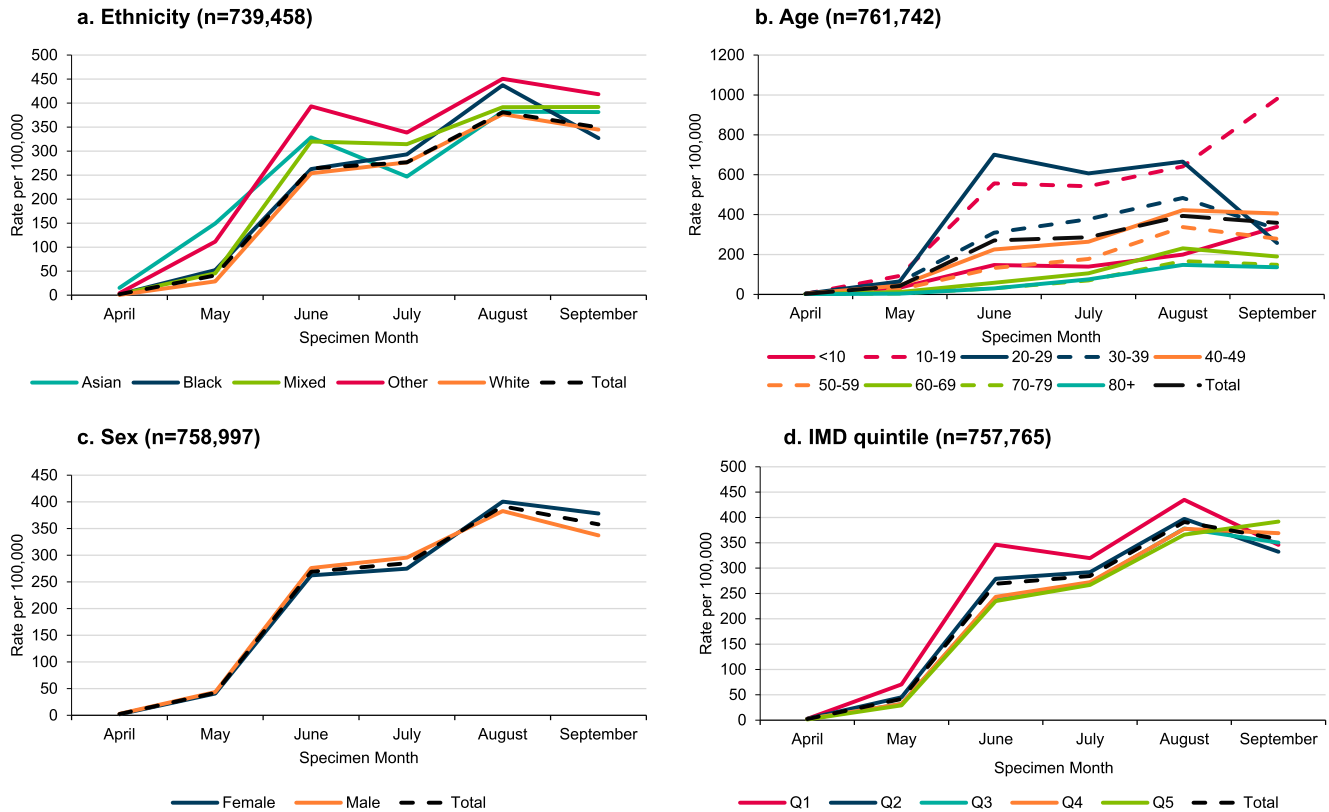 a. Ethnicity (n=739,458)
500
450
400
350
300
250
200
150
100
50
0
Rate per 100,000
April May June July August September
Specimen Month
Asian Black Mixed Other White Total
b. Age (n=761,742)
1200
1000
800
600
400
200
0
Rate per 100,000
April May June July August September
Specimen Month
<10 10-19 20-29 30-39 40-49
50-59 60-69 70-79 80+ Total
c. Sex (n=758,997)
450
400
350
300
250
200
150
100
50
0
Rate per 100,000
April May June July August September
Specimen Month
Female Male Total
d. IMD quintile (n=757,765)
500
450
400
350
300
250
200
150
100
50
0
Rate per 100,000
April May June July August September
Specimen Month
Q1 Q2 Q3 Q4 Q5 Total